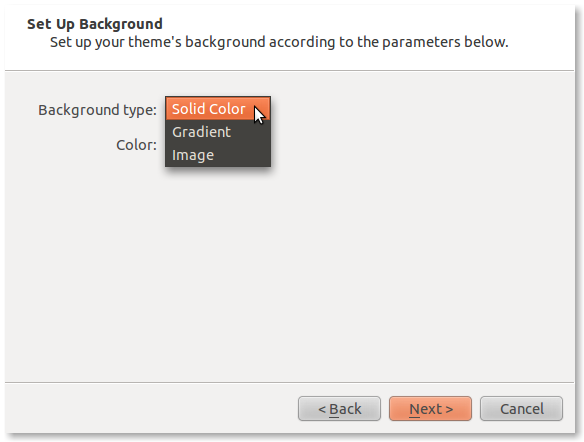 Set Up Background
Set up your theme's background according to the parameters below.
Background type:
Solid Color
Gradient
Color:
Image
< Back
Next >
Cancel